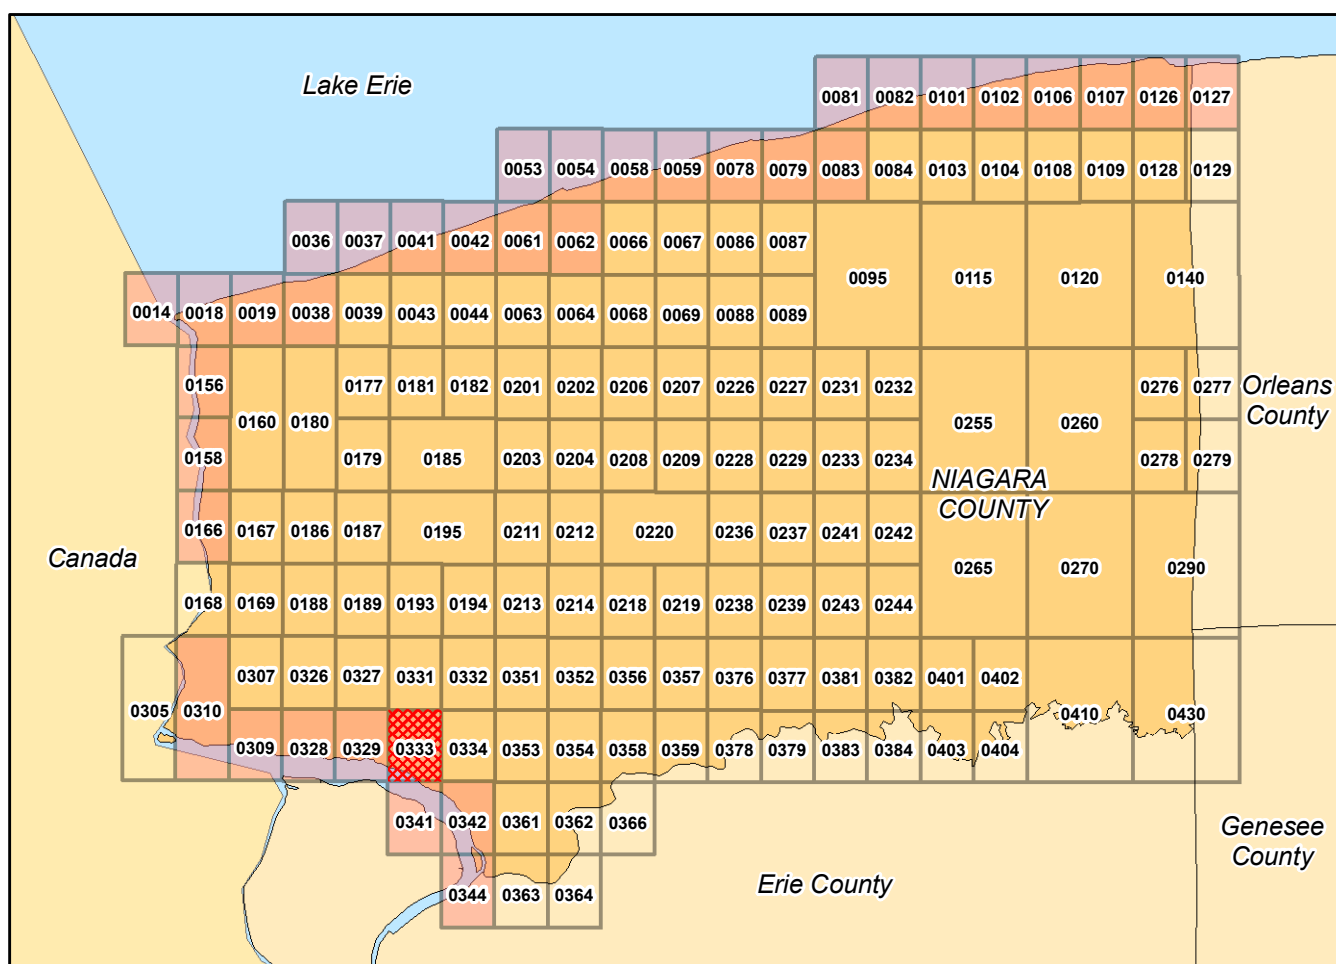 Lake Erie
0081 0082 0101 0102 0106 0107 0126 0127
0053 0054 0058 0059 0078 0079 0083 0084 0103 0104 0108 0109 0128 0129
0036 0037 0041 0042 0061 0062 0066 0067 0086 0087
0095 0115 0120 0140
0014 0018 0019 0038 0039 0043 0044 0063 0064 0068 0069 0088 0089
0156 0177 0181 0182 0201 0202 0206 0207 0226 0227 0231 0232 0276 0277
Orleans
County
0160 0180 0255 0260
0158 0179 0185 0203 0204 0208 0209 0228 0229 0233 0234 0278 0279
NIAGARA
COUNTY
0166 0167 0186 0187 0195 0211 0212 0220 0236 0237 0241 0242
Canada
0265 0270 0290
0168 0169 0188 0189 0193 0194 0213 0214 0218 0219 0238 0239 0243 0244
0307 0326 0327 0331 0332 0351 0352 0356 0357 0376 0377 0381 0382 0401 0402
0305 0310 0410 0430
0309 0328 0329 0333 0334 0353 0354 0358 0359 0378 0379 0383 0384 0403 0404
0341 0342 0361 0362 0366
Genesee
County
Erie County
0344 0363 0364